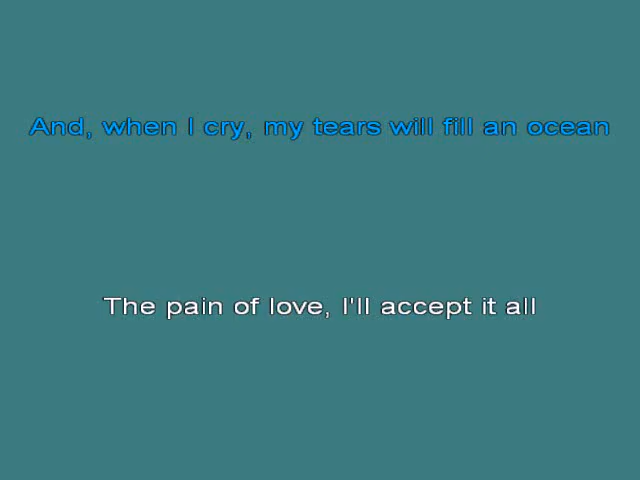 And, when I cry, my tears will fill an ocean
The pain of love, I'll accept it all